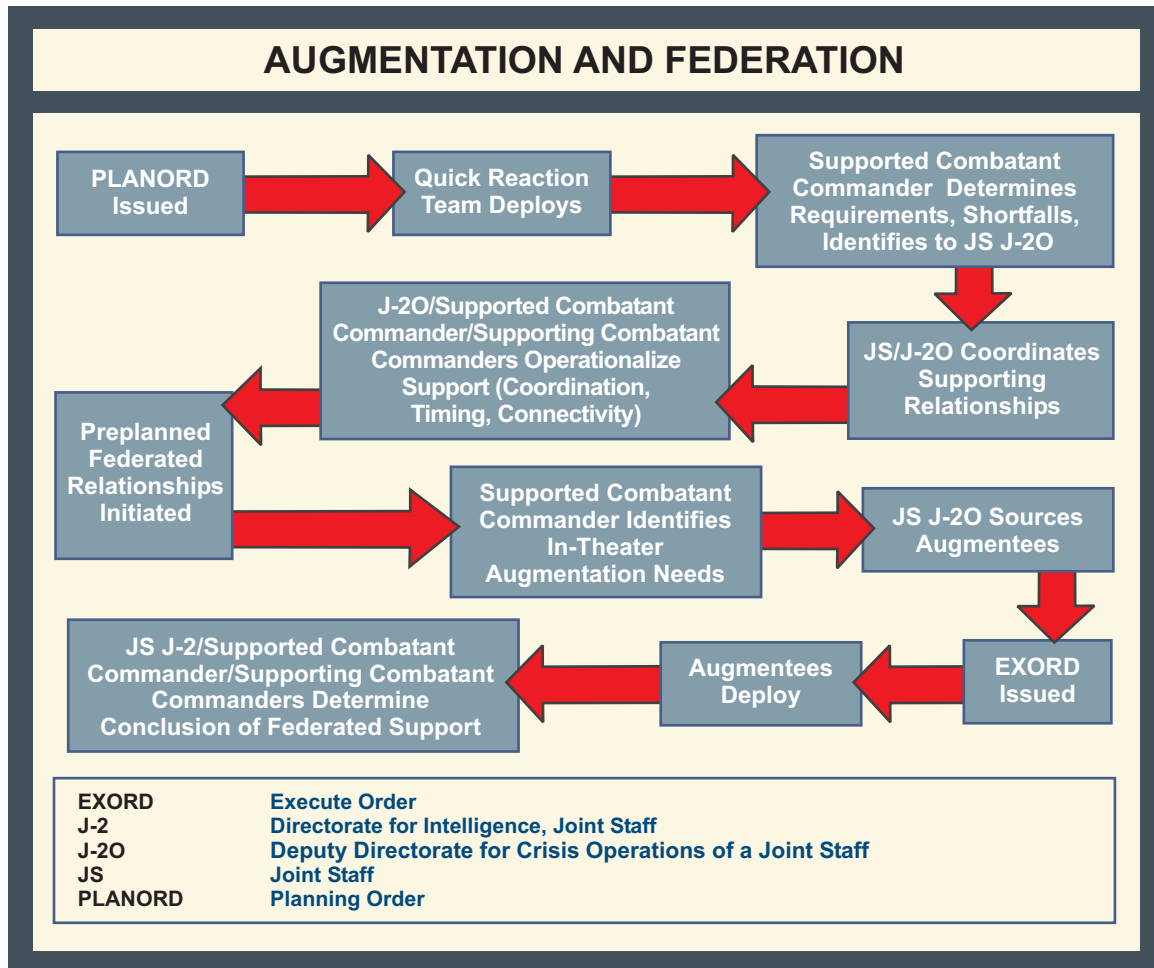 AUGMENTATION AND FEDERATION
PLANORD
Issued
Quick Reaction
Team Deploys
Supported Combatant
Commander Determines
Requirements, Shortfalls,
Identifies to JS J-2O
JS/J-2O Coordinates
Supporting
Relationships
J-2O/Supported Combatant
Commander/Supporting Combatant
Commanders Operationalize
Support (Coordination,
Timing, Connectivity)
Preplanned
Federated
Relationships
Initiated
Supported Combatant
Commander Identifies
In-Theater
Augmentation Needs
JS J-2O Sources
Augmentees
EXORD
Issued
Augmentees
Deploy
JS J-2/Supported Combatant
Commander/Supporting Combatant
Commanders Determine
Conclusion of Federated Support
EXORD Execute Order
J-2 Directorate for Intelligence, Joint Staff
J-2O Deputy Directorate for Crisis Operations of a Joint Staff
JS Joint Staff
PLANORD Planning Order